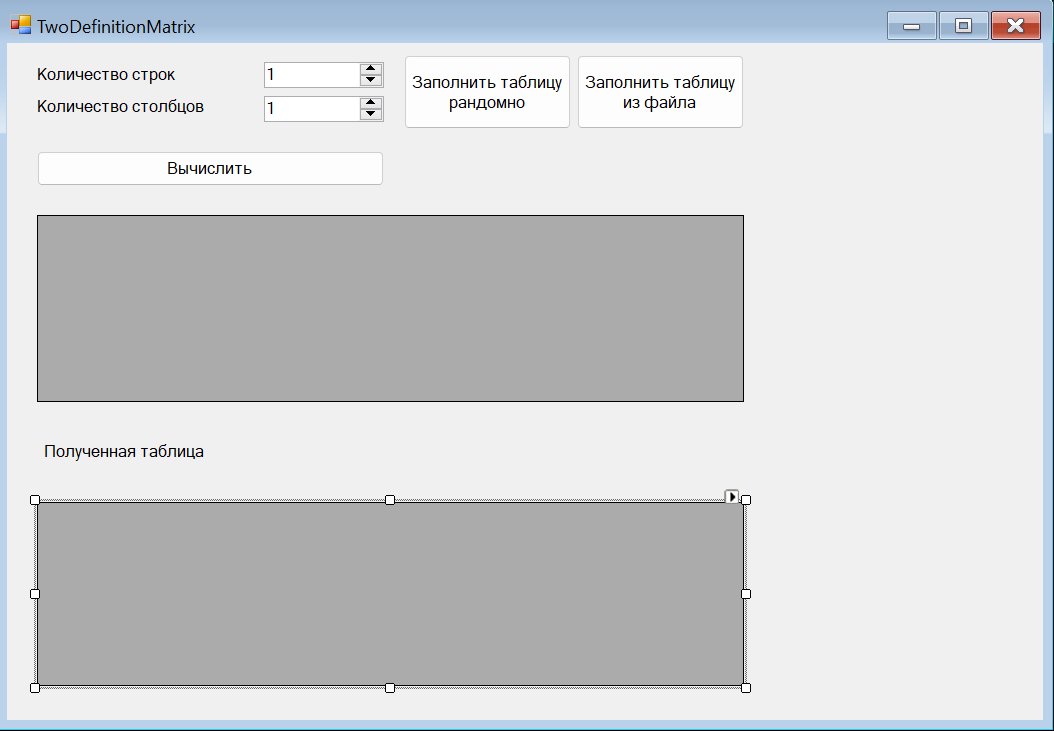 TwoDefinitionMatrix
Количество строк
1
Количество столбцов
1
Заполнить таблицу
рандомно
Заполнить таблицу
из файла
Вычислить
Полученная таблица